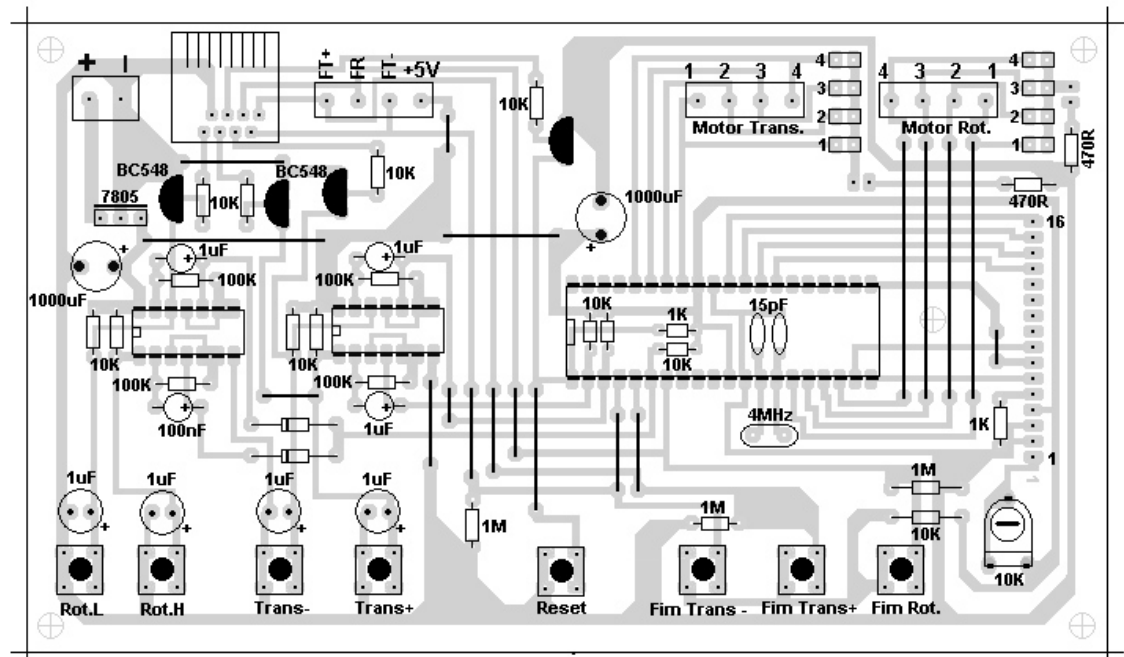 + -
FT+ FR FT- +5V
1 2 3 4
4 3 2 1
4
3
2
1
4
3
2
1
Motor Trans.
Motor Rot.
10K
470R
BC548
BC548
10K
7805
10K
1000uF
470R
16
1uF
1uF
+
+
100K
100K
1000uF
+
10K
1K
15pF
10K
10K
10K
100K
100K
+
+
100nF
1uF
4MHz
1K
1
1uF
1uF
1uF
1uF
1M
1M
1M
10K
+
+
+
+
10K
Rot.L
Rot.H
Trans-
Trans+
Reset
Fim Trans -
Fim Trans+
Fim Rot.